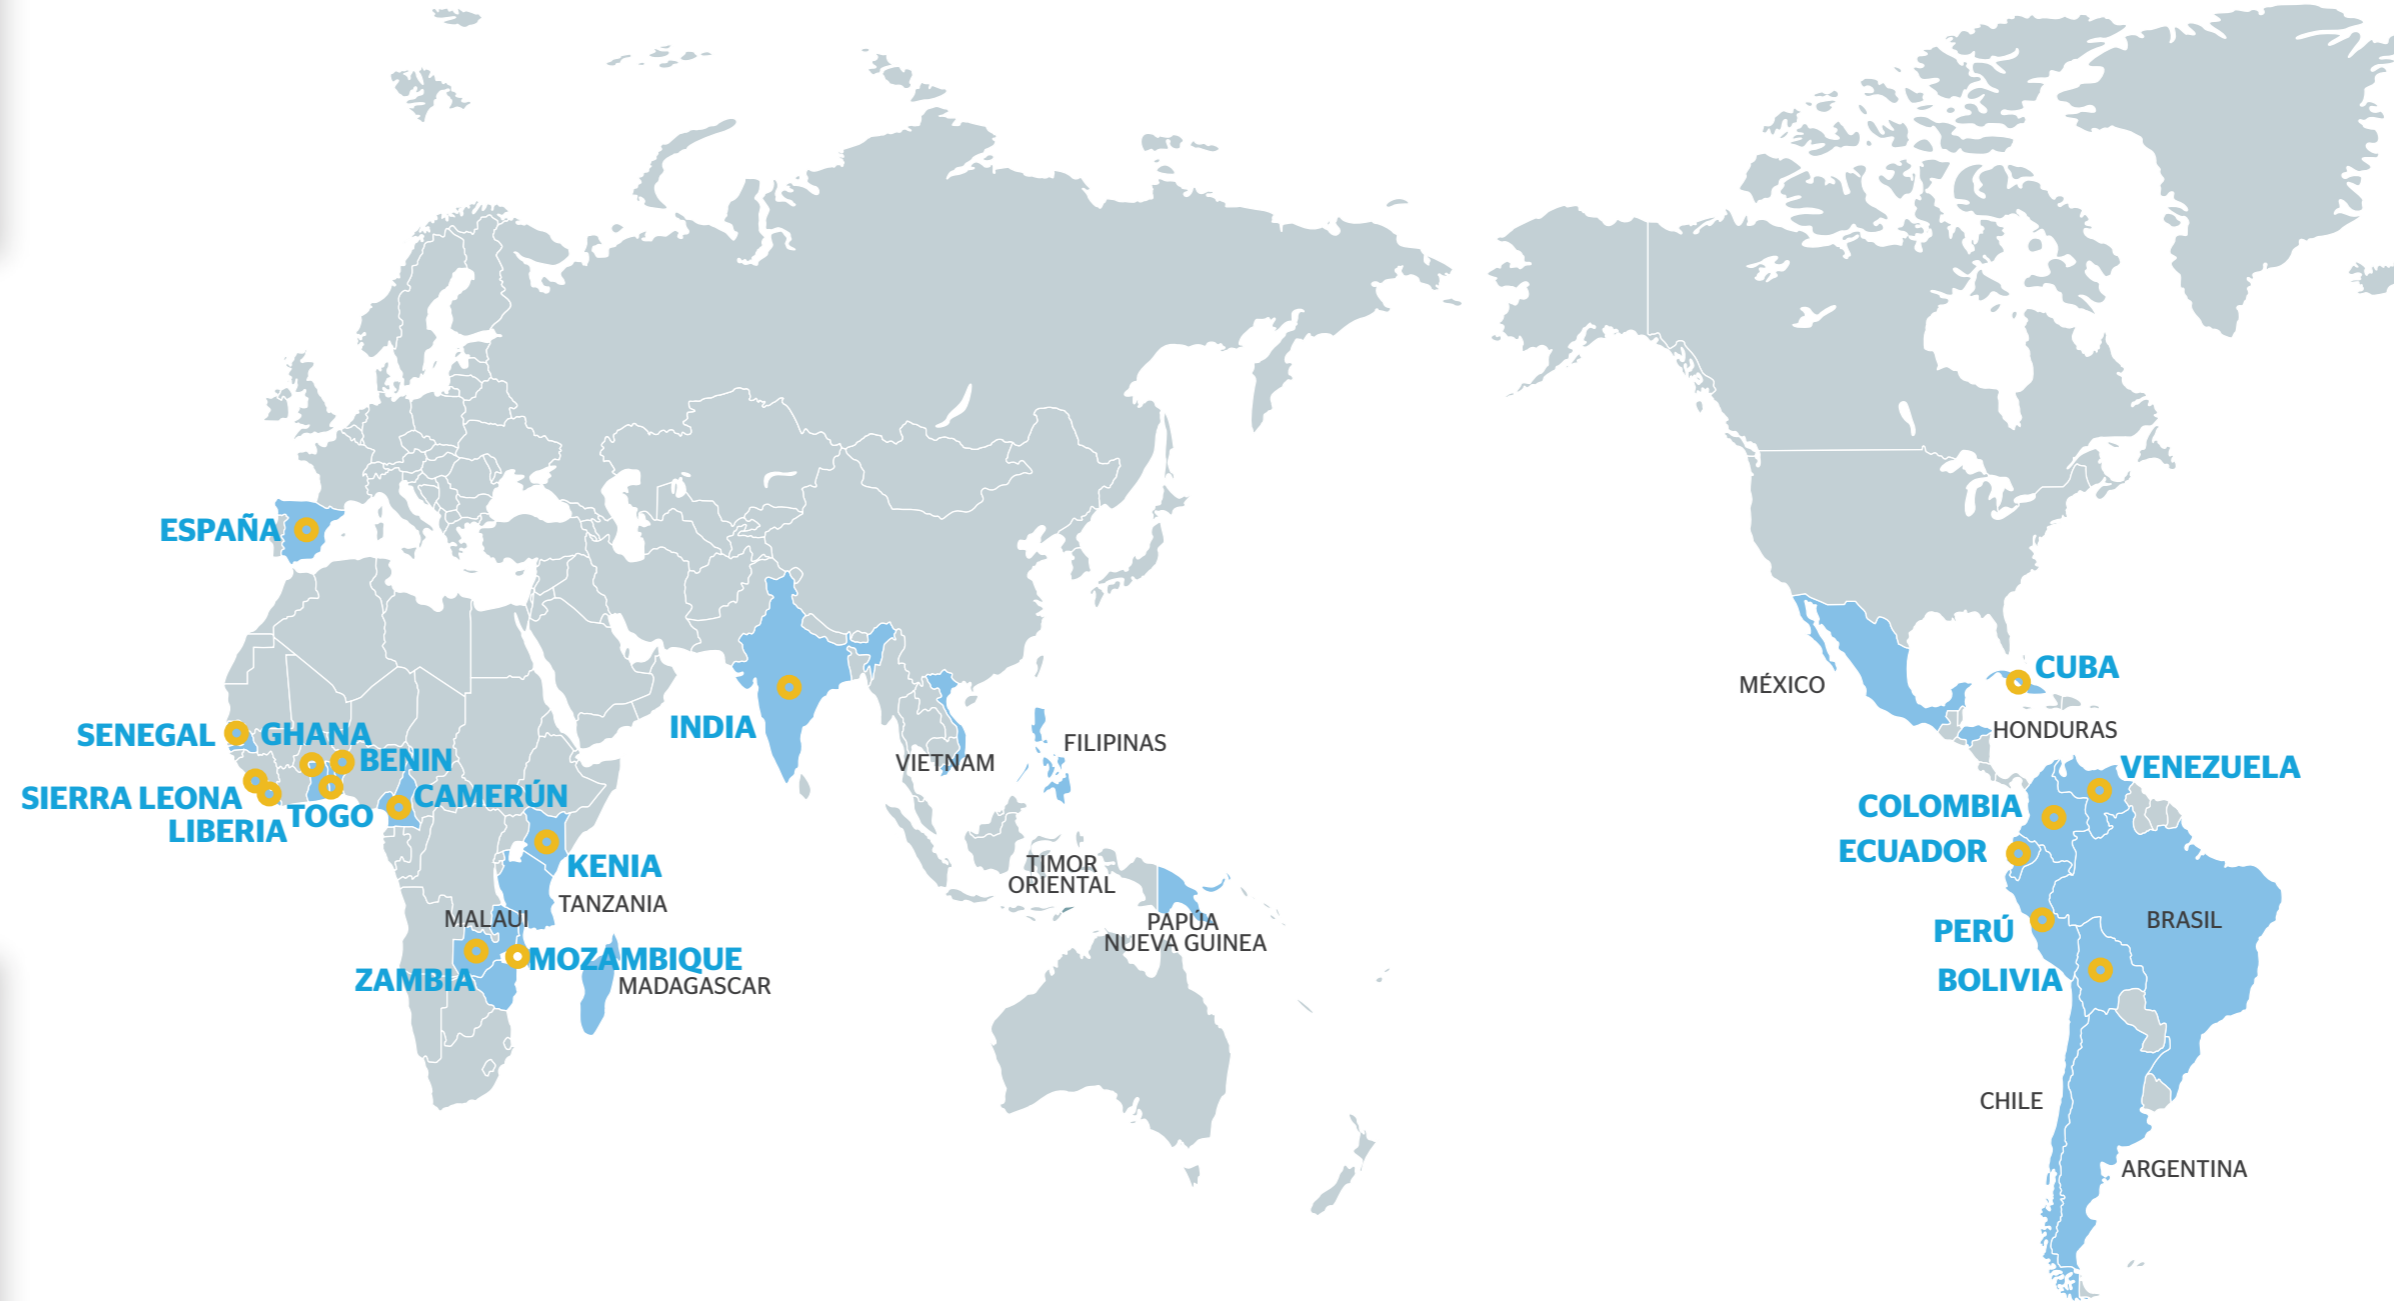 ESPAÑA
SENEGAL
GHANA
BENIN
SIERRA LEONA
LIBERIA
TOGO
CAMERÚN
KENIA
TANZANIA
MALAUI
MOZAMBIQUE
ZAMBIA
MADAGASCAR
INDIA
VIETNAM
FILIPINAS
TIMOR
ORIENTAL
PAPÚA
NUEVA GUINEA
MÉXICO
CUBA
HONDURAS
VENEZUELA
COLOMBIA
ECUADOR
PERÚ
BRASIL
BOLIVIA
CHILE
ARGENTINA